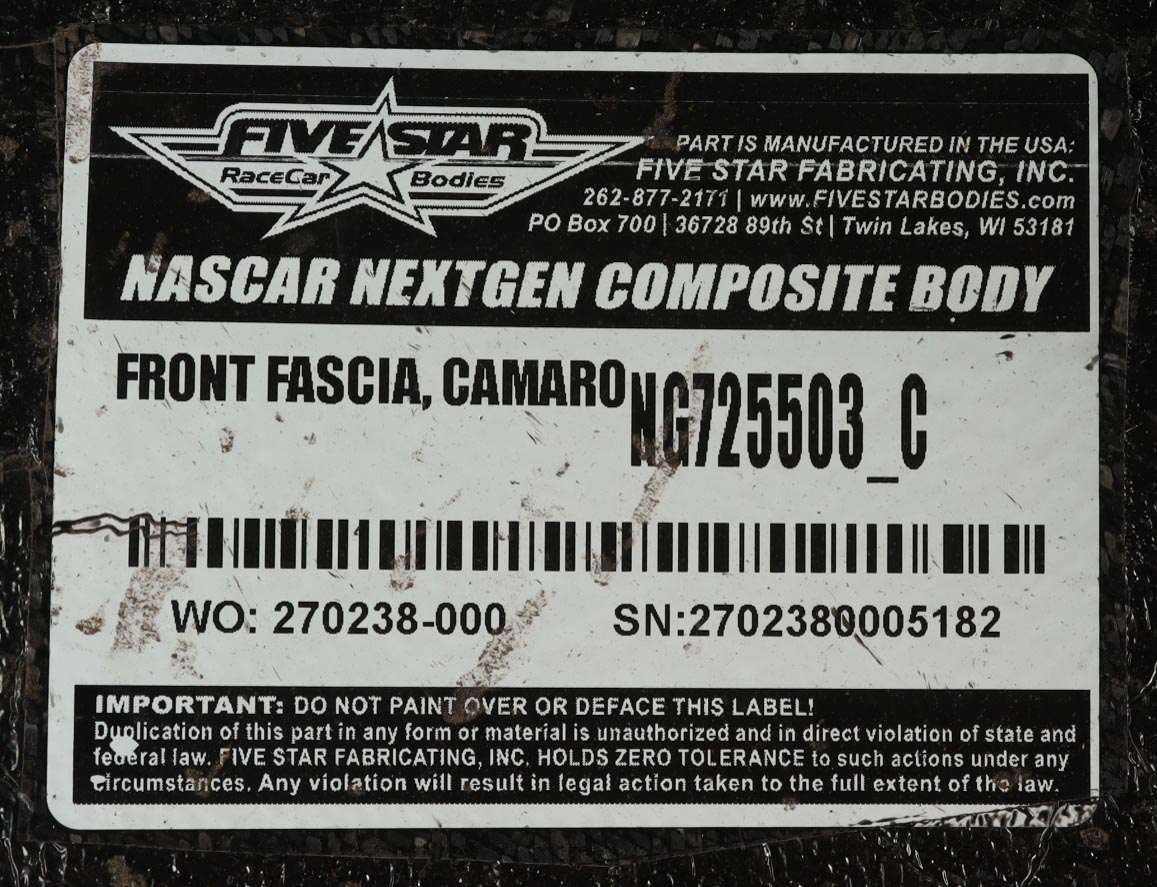 FIVE STAR
RaceCar Bodies
PART IS MANUFACTURED IN THE USA:
FIVE STAR FABRICATING, INC.
262-877-2171 | www.FIVESTARBODIES.com
PO Box 700 | 36728 89th St | Twin Lakes, WI 53181
NASCAR NEXTGEN COMPOSITE BODY
FRONT FASCIA, CAMARO NG725503_C
WO: 270238-000 SN:2702380005182
IMPORTANT: DO NOT PAINT OVER OR DEFACE THIS LABEL!
Duplication of this part in any form or material is unauthorized and in direct violation of state and
federal law. FIVE STAR FABRICATING, INC. HOLDS ZERO TOLERANCE to such actions under any
circumstances. Any violation will result in legal action taken to the full extent of the law.